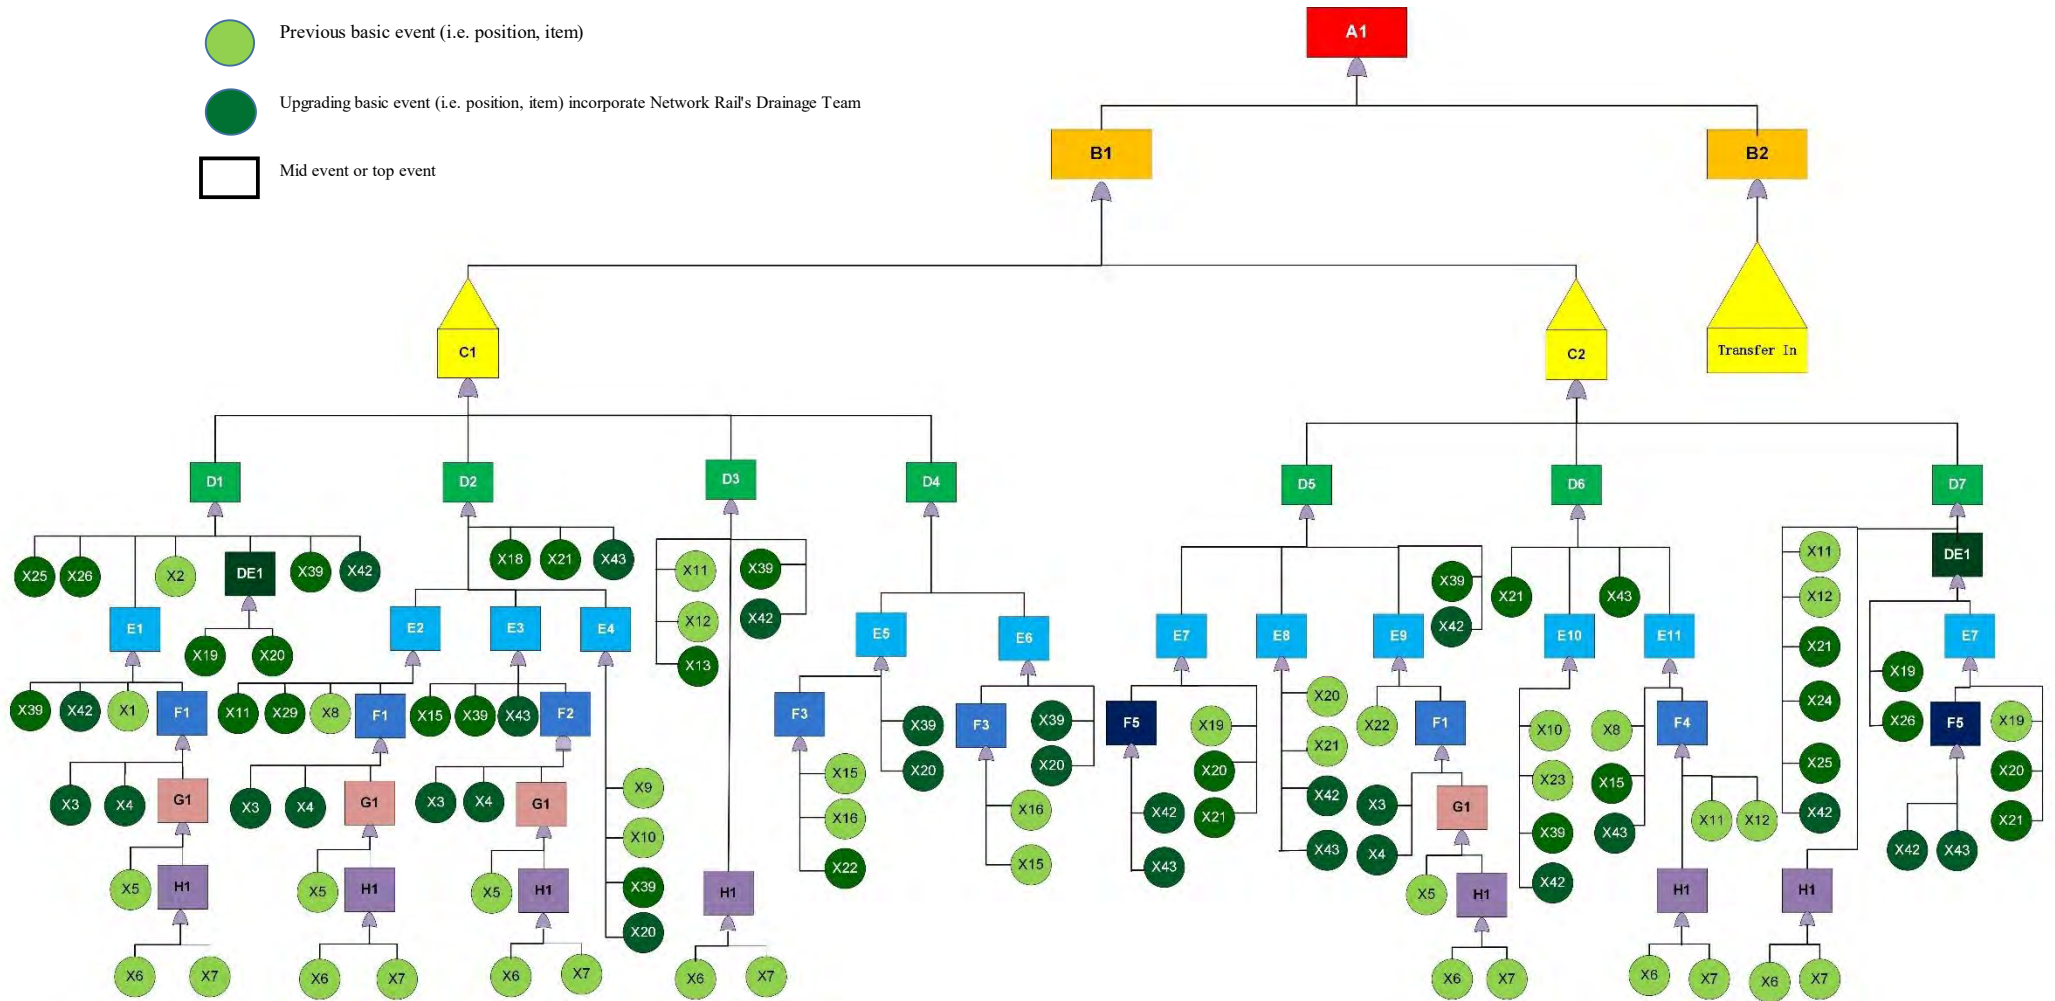 Previous basic event (i.e. position, item)
Upgrading basic event (i.e. position, item) incorporate Network Rail's Drainage Team
Mid event or top event
A1
B1 B2
C1 C2 Transfer In
D1 D2 D3 D4 D5 D6 D7
X25 X26 X2 DE1 X39 X42
X18 X21 X43
X11 X39
X12 X42
X13
X39
X42
X21 X43
X11 DE1
X12
X21
X24
X25
X42
E1 X19 X20
E2 E3 E4
E5 E6
E7 E8 E9
E10 E11
X19 E7
X26
X39 X42 X1 F1
X11 X29 X8 F1
X15 X39 X43 F2
X9
X10
X39
X20
F3 X39
X20
X15
X16
X22
F3 X39
X20
X16
X15
F5 X19
X20
X21
X42
X43
X20
X21
X42
X43
X22 F1
X10
X23
X39
X42
X8 F4
X15 X11 X12
X43
F5 X19
X20
X21
X42 X43
X3 X4 G1
X3 X4 G1
X3 X4 G1
X3 G1
X4
X5 H1
X5 H1
X5 H1
H1
X5 H1
H1
H1
X6 X7
X6 X7
X6 X7
X6 X7
X6 X7
X6 X7
X6 X7